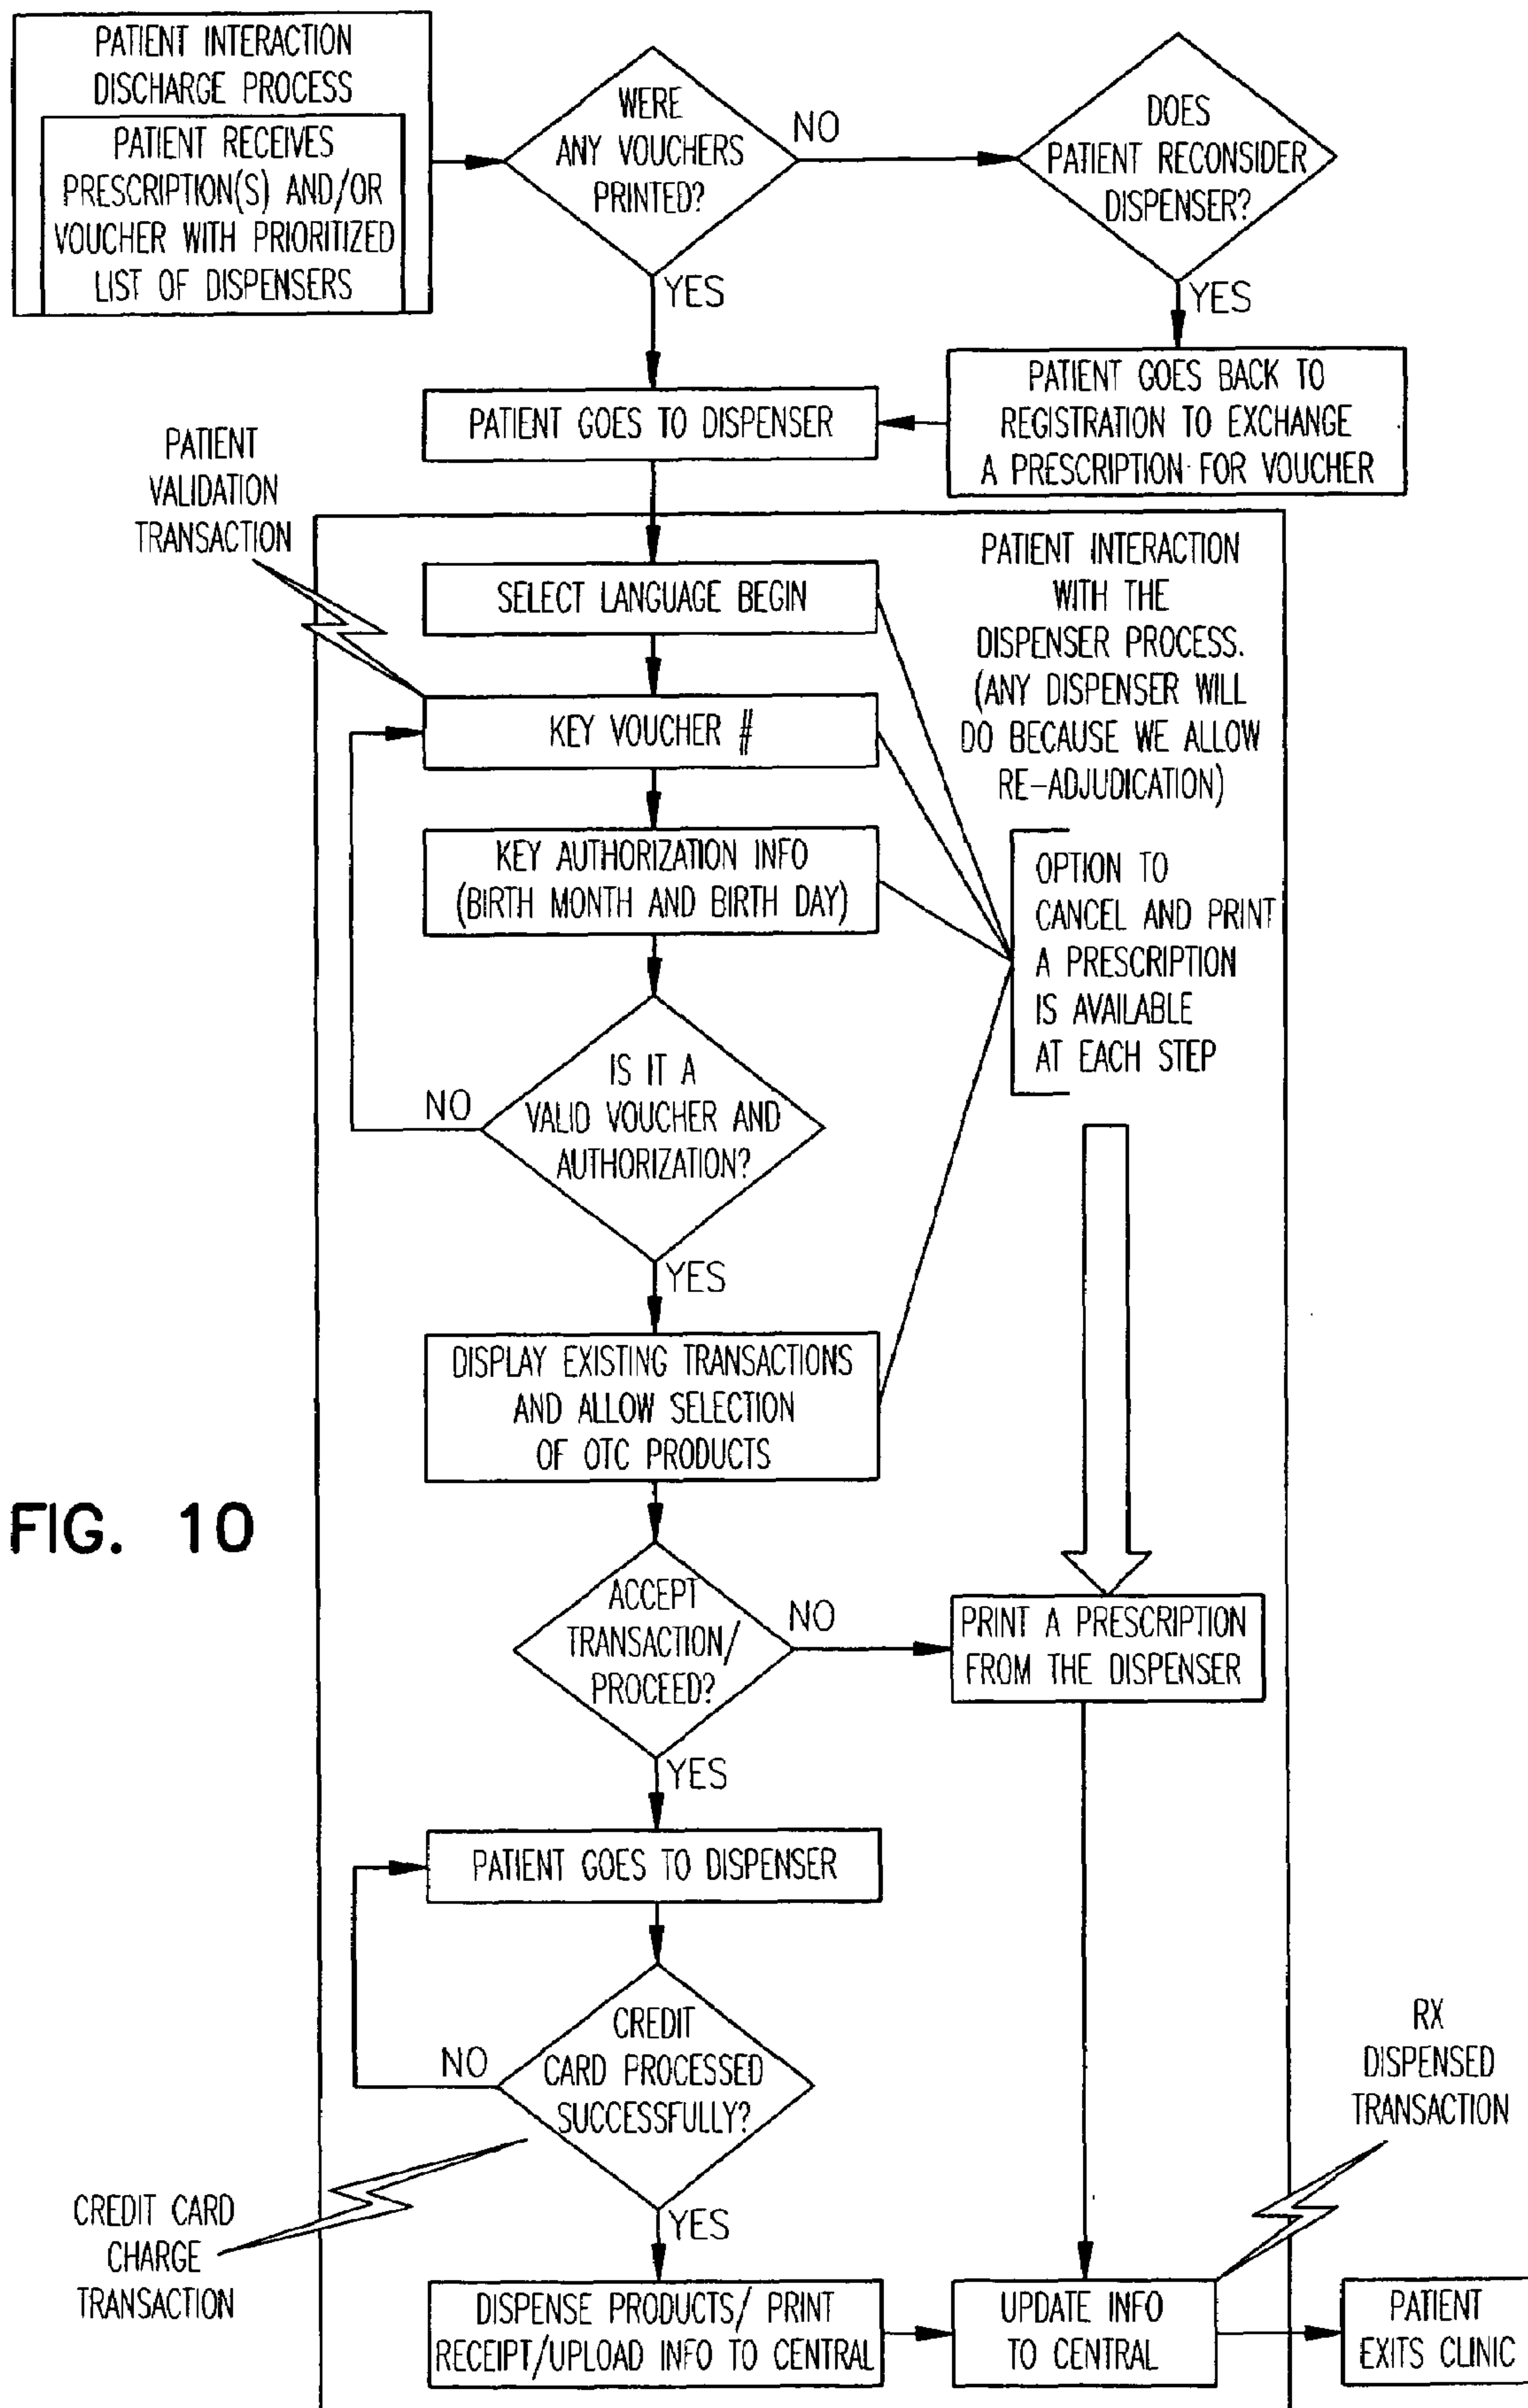 PATIENT INTERACTION
DISCHARGE PROCESS
PATIENT RECEIVES
PRESCRIPTION(S) AND/OR
VOUCHER WITH PRIORITIZED
LIST OF DISPENSERS
WERE
ANY VOUCHERS
PRINTED?
NO
DOES
PATIENT RECONSIDER
DISPENSER?
YES
YES
PATIENT GOES BACK TO
REGISTRATION TO EXCHANGE
A PRESCRIPTION FOR VOUCHER
PATIENT GOES TO DISPENSER
PATIENT
VALIDATION
TRANSACTION
PATIENT INTERACTION
WITH THE
DISPENSER PROCESS.
(ANY DISPENSER WILL
DO BECAUSE WE ALLOW
RE-ADJUDICATION)
SELECT LANGUAGE BEGIN
KEY VOUCHER #
KEY AUTHORIZATION INFO
(BIRTH MONTH AND BIRTH DAY)
OPTION TO
CANCEL AND PRINT
A PRESCRIPTION
IS AVAILABLE
AT EACH STEP
IS IT A
VALID VOUCHER AND
AUTHORIZATION?
NO
YES
DISPLAY EXISTING TRANSACTIONS
AND ALLOW SELECTION
OF OTC PRODUCTS
FIG. 10
ACCEPT
TRANSACTION/
PROCEED?
NO
PRINT A PRESCRIPTION
FROM THE DISPENSER
YES
PATIENT GOES TO DISPENSER
CREDIT
CARD PROCESSED
SUCCESSFULLY?
NO
YES
RX
DISPENSED
TRANSACTION
CREDIT CARD
CHARGE
TRANSACTION
DISPENSE PRODUCTS/ PRINT
RECEIPT/UPLOAD INFO TO CENTRAL
UPDATE INFO
TO CENTRAL
PATIENT
EXITS CLINIC